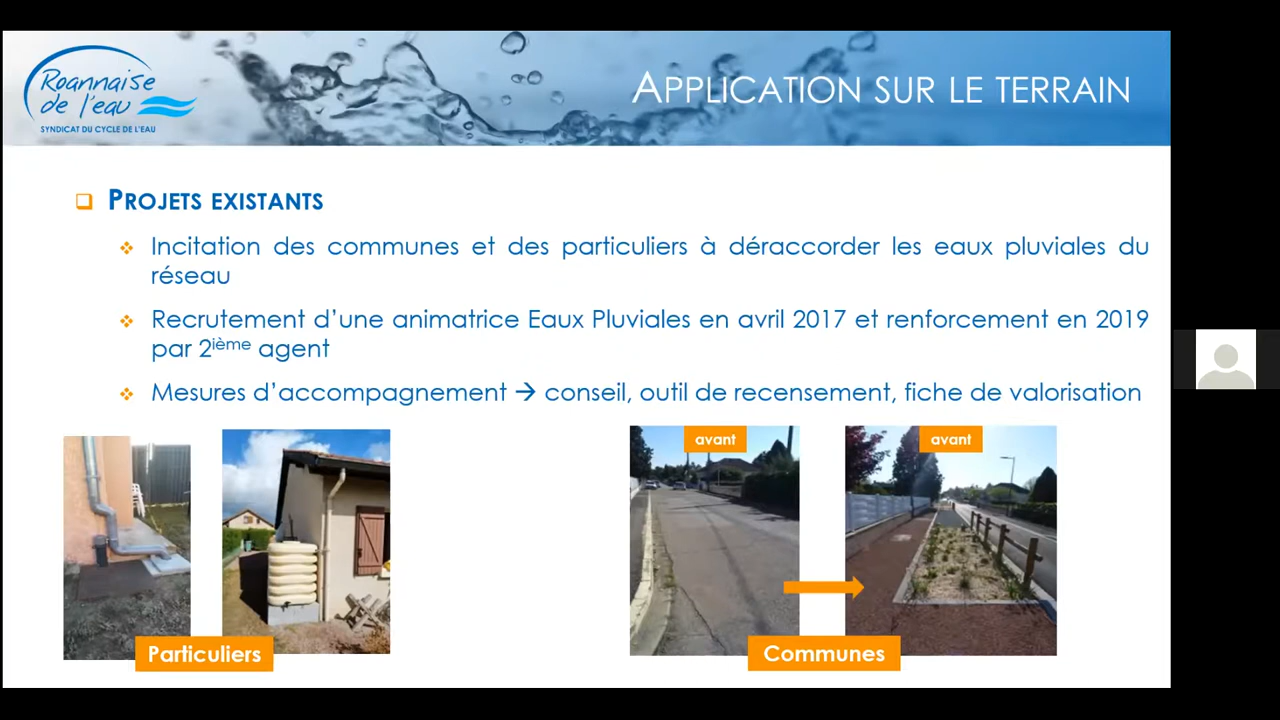 Roannaise
de l'eau
SYNDICAT DU CYCLE DE L'EAU
APPLICATION SUR LE TERRAIN
PROJETS EXISTANTS
Incitation des communes et des particuliers à déraccorder les eaux pluviales du
réseau
Recrutement d'une animatrice Eaux Pluviales en avril 2017 et renforcement en 2019
par 2ième agent
Mesures d'accompagnement → conseil, outil de recensement, fiche de valorisation
avant
avant
Particuliers
Communes